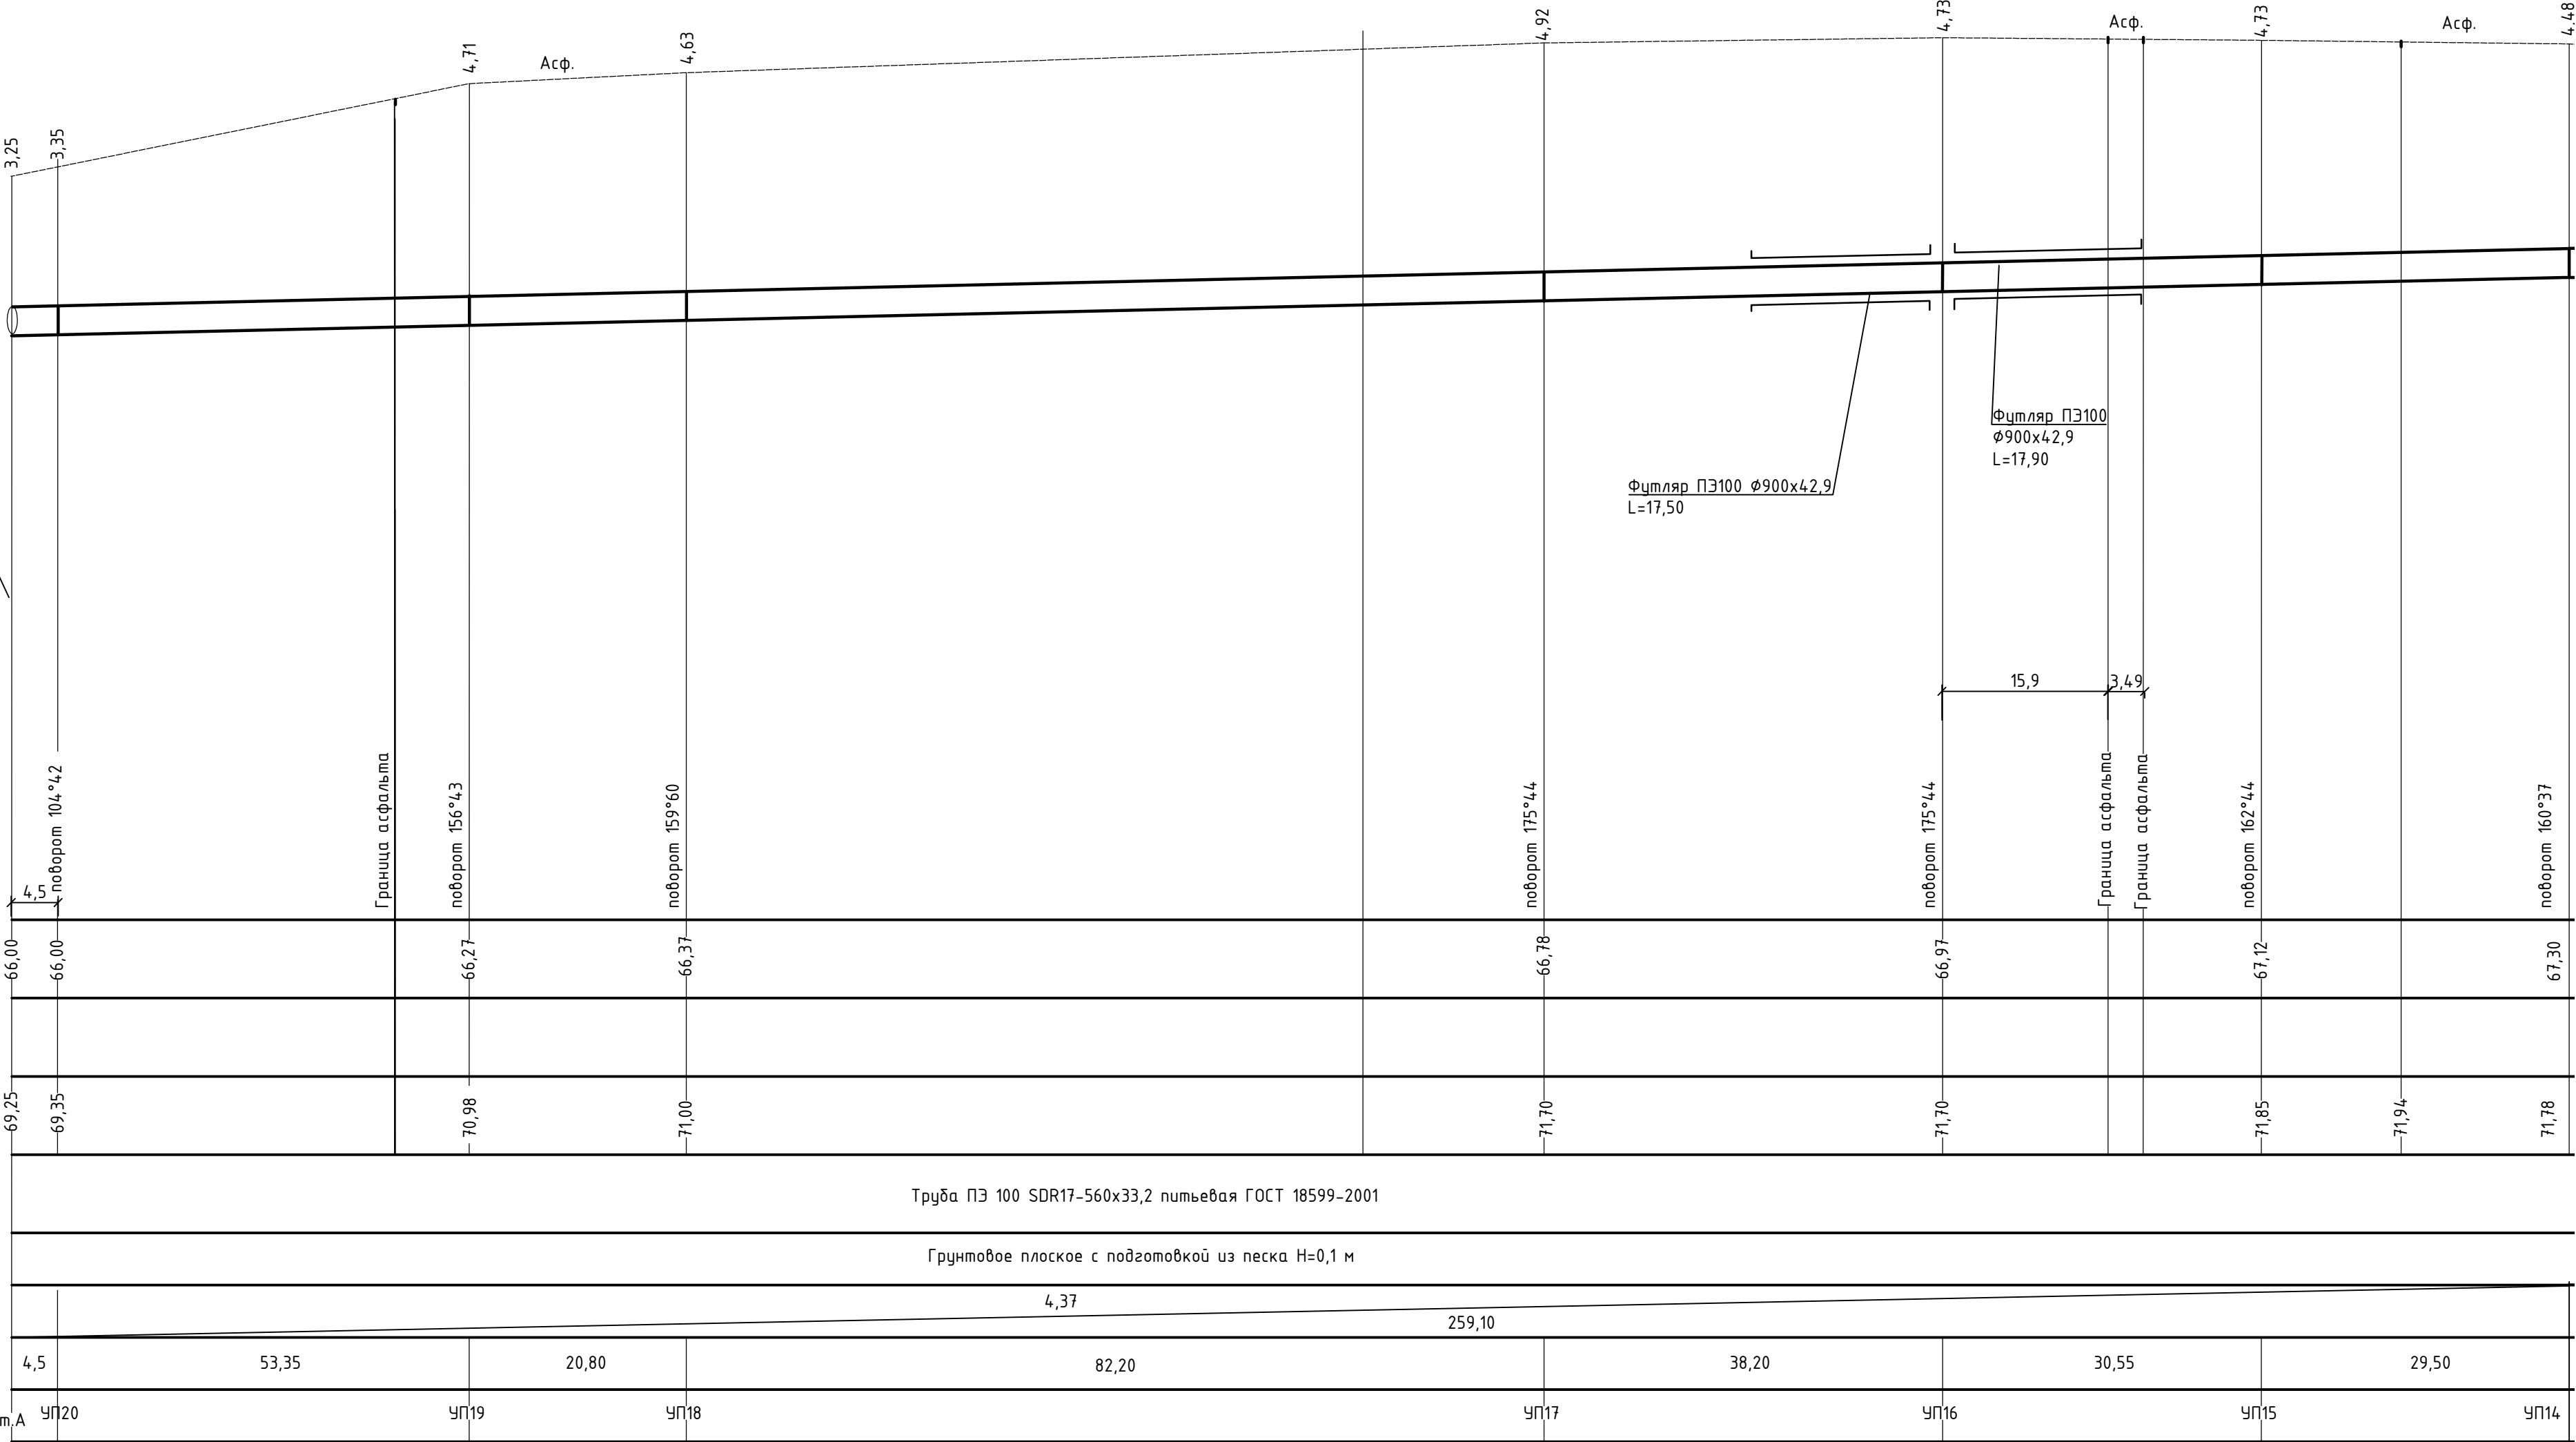 3,25
3,35
4,71
Асф.
4,63
4,92
4,73
Асф.
4,73
Асф.
4,48
Футляр ПЭ100
Ф900х42,9
L=17,90
Футляр ПЭ100 Ф900х42,9
L=17,50
15,9
3,49
4,5
поворот 104°42
Граница асфальта
поворот 156°43
поворот 159°60
поворот 175°44
поворот 175°44
Граница асфальта
Граница асфальта
поворот 162°44
поворот 160°37
66,00
66,00
66,27
66,37
66,78
66,97
67,12
67,30
69,25
69,35
70,98
71,00
71,70
71,70
71,85
71,94
71,78
Труба ПЭ 100 SDR17-560х33,2 питьевая ГОСТ 18599-2001
Грунтовое плоское с подготовкой из песка Н=0,1 м
4,37
259,10
4,5
53,35
20,80
82,20
38,20
30,55
29,50
т.А
УП20
УП19
УП18
УП17
УП16
УП15
УП14